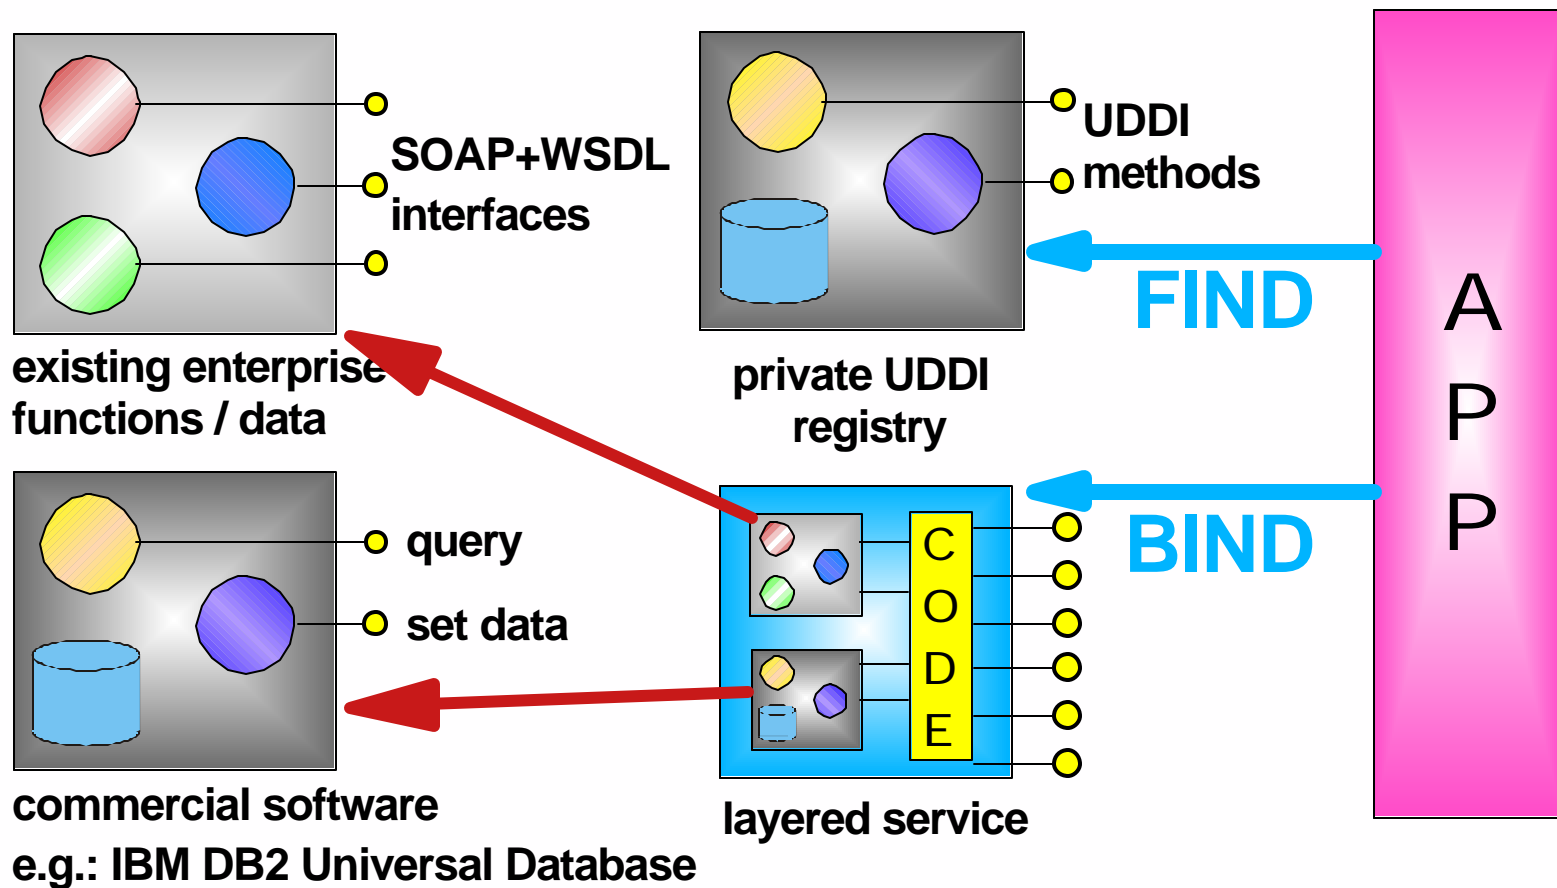 SOAP+WSDL
interfaces
existing enterprise
functions / data
UDDI
methods
private UDDI
registry
FIND
BIND
A
P
P
query
set data
commercial software
e.g.: IBM DB2 Universal Database
C
O
D
E
layered service